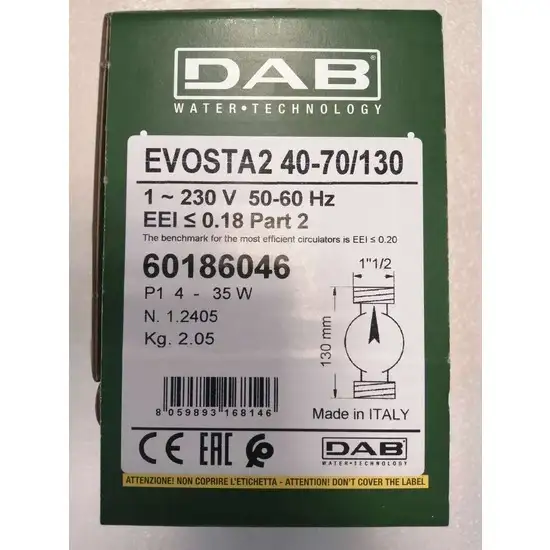 DAB
WATER•TECHNOLOGY
EVOSTA2 40-70/130
1 ~ 230 V 50-60 Hz
EEI ≤ 0.18 Part 2
The benchmark for the most efficient circulators is EEI ≤ 0.20
60186046
P1 4 - 35 W
N. 1.2405
Kg. 2.05
1"1/2
130 mm
8 059893 168146
Made in ITALY
CE EAC
DAB
WATER•TECHNOLOGY
ATTENZIONE! NON COPRIRE L'ETICHETTA - ATTENTION! DON'T COVER THE LABEL